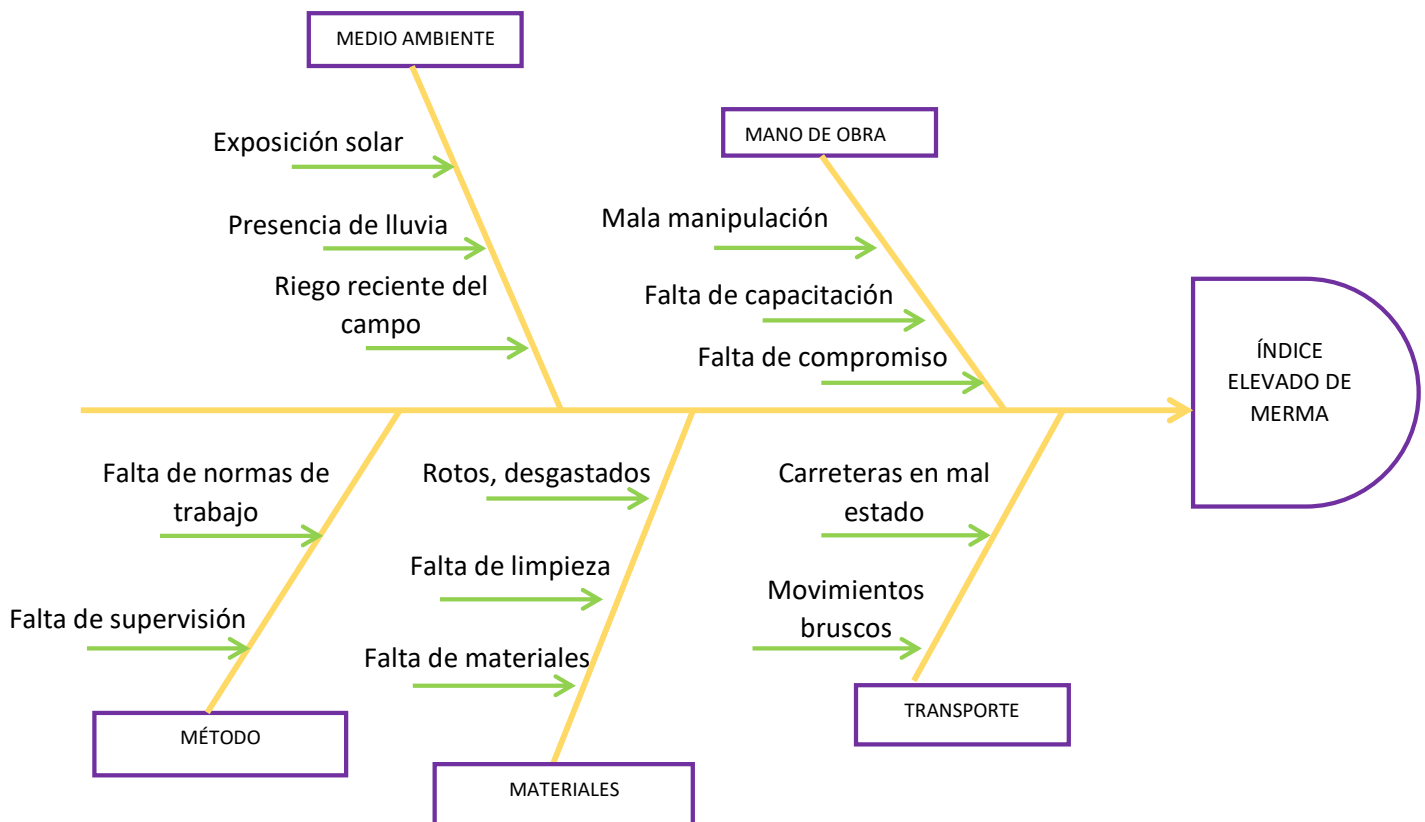 MEDIO AMBIENTE
Exposición solar
Presencia de lluvia
Riego reciente del
campo
MANO DE OBRA
Mala manipulación
Falta de capacitación
Falta de compromiso
ÍNDICE
ELEVADO DE
MERMA
Falta de normas de
trabajo
Falta de supervisión
MÉTODO
Rotos, desgastados
Falta de limpieza
Falta de materiales
MATERIALES
Carreteras en mal
estado
Movimientos
bruscos
TRANSPORTE